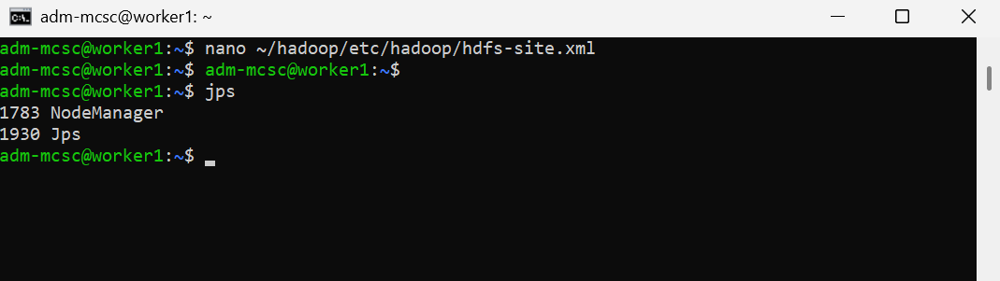 adm-mcsc@worker1: ~
adm-mcsc@worker1:~$ nano ~/hadoop/etc/hadoop/hdfs-site.xml
adm-mcsc@worker1:~$ adm-mcsc@worker1:~$
adm-mcsc@worker1:~$ jps
1783 NodeManager
1930 Jps
adm-mcsc@worker1:~$